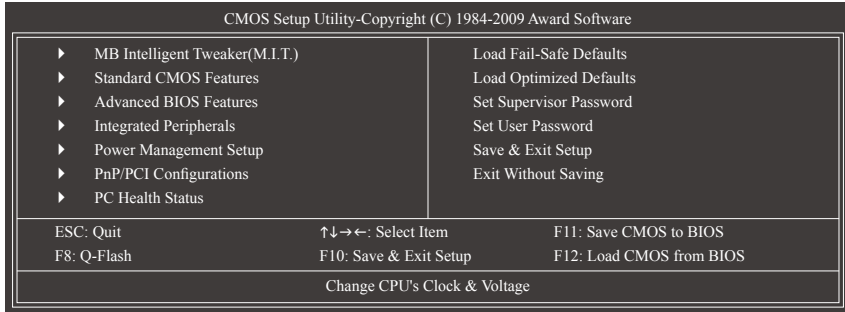 CMOS Setup Utility-Copyright (C) 1984-2009 Award Software
MB Intelligent Tweaker(M.I.T.)
Standard CMOS Features
Advanced BIOS Features
Integrated Peripherals
Power Management Setup
PnP/PCI Configurations
PC Health Status
Load Fail-Safe Defaults
Load Optimized Defaults
Set Supervisor Password
Set User Password
Save & Exit Setup
Exit Without Saving
ESC: Quit ↑↓→←: Select Item F11: Save CMOS to BIOS
F8: Q-Flash F10: Save & Exit Setup F12: Load CMOS from BIOS
Change CPU's Clock & Voltage